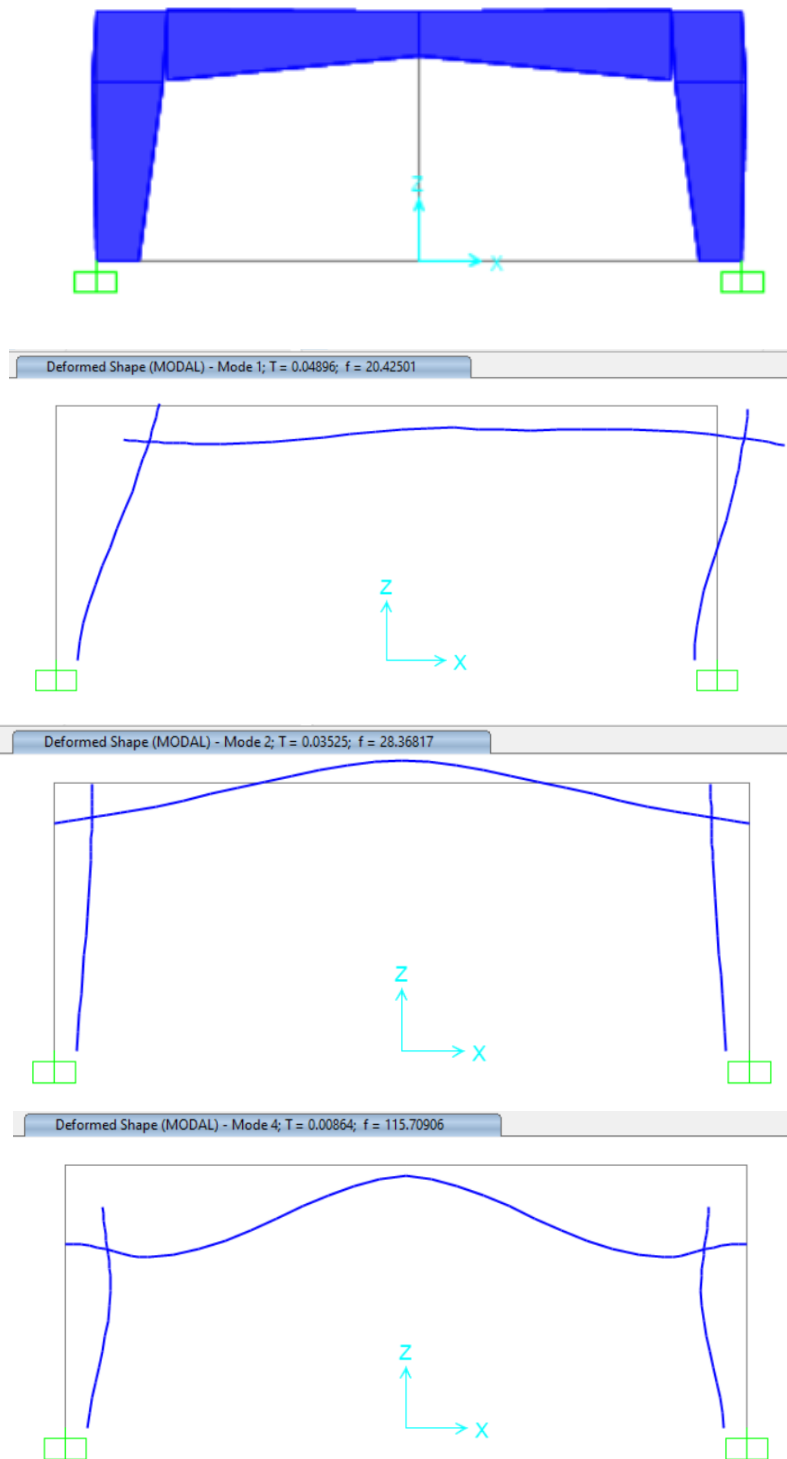 Z
X
Deformed Shape (MODAL) - Mode 1; T = 0.04896; f = 20.42501
Z
X
Deformed Shape (MODAL) - Mode 2; T = 0.03525; f = 28.36817
Z
X
Deformed Shape (MODAL) - Mode 4; T = 0.00864; f = 115.70906
Z
X